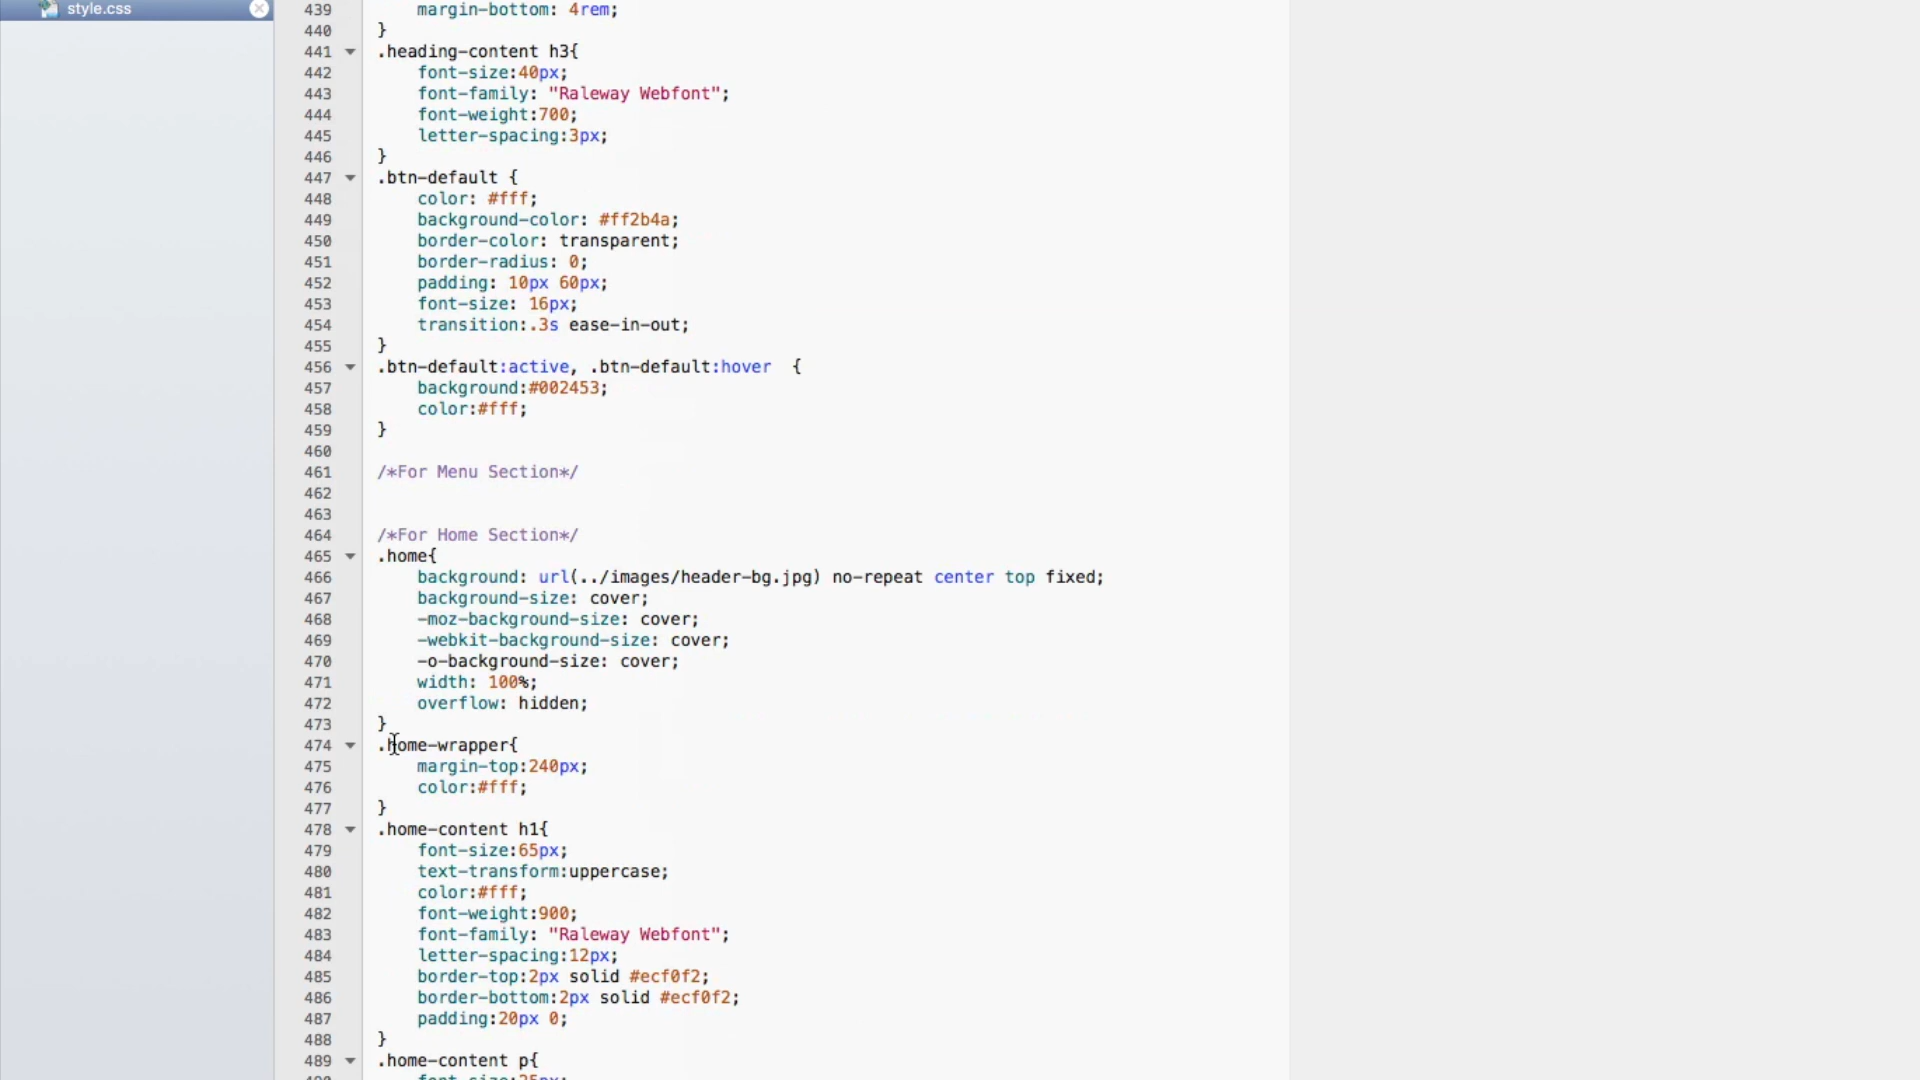 style.css
439 margin-bottom: 4rem;
440 }
441 .heading-content h3{
442 font-size:40px;
443 font-family: "Raleway Webfont";
444 font-weight:700;
445 letter-spacing:3px;
446 }
447 .btn-default {
448 color: #fff;
449 background-color: #ff2b4a;
450 border-color: transparent;
451 border-radius: 0;
452 padding: 10px 60px;
453 font-size: 16px;
454 transition:.3s ease-in-out;
455 }
456 .btn-default:active, .btn-default:hover  {
457 background:#002453;
458 color:#fff;
459 }
460
461 /*For Menu Section*/
462
463
464 /*For Home Section*/
465 .home{
466 background: url(../images/header-bg.jpg) no-repeat center top fixed;
467 background-size: cover;
468 -moz-background-size: cover;
469 -webkit-background-size: cover;
470 -o-background-size: cover;
471 width: 100%;
472 overflow: hidden;
473 }
474 .home-wrapper{
475 margin-top:240px;
476 color:#fff;
477 }
478 .home-content h1{
479 font-size:65px;
480 text-transform:uppercase;
481 color:#fff;
482 font-weight:900;
483 font-family: "Raleway Webfont";
484 letter-spacing:12px;
485 border-top:2px solid #ecf0f2;
486 border-bottom:2px solid #ecf0f2;
487 padding:20px 0;
488 }
489 .home-content p{